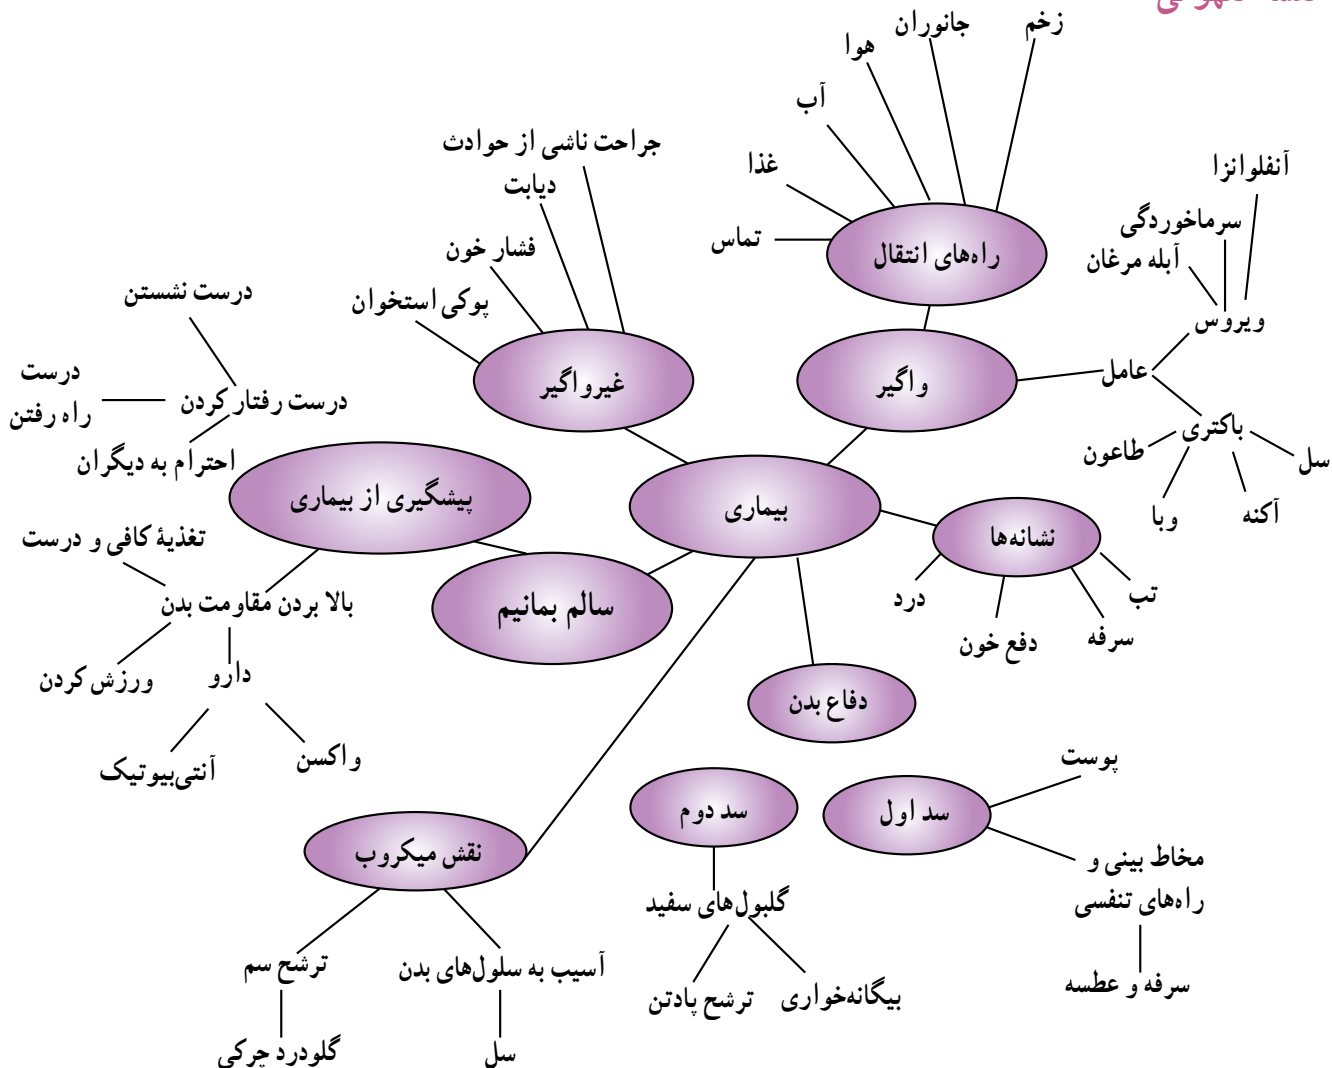 زخم
جانوران
هوا
آب
غذا
تماس
راه‌های انتقال
جراحت ناشی از حوادث
دیابت
فشار خون
پوکی استخوان
غیرواگیر
واگیر
عامل
ویروس
آنفلوانزا
سرماخوردگی
آبله مرغان
باکتری
سل
آکنه
وبا
طاعون
درست نشستن
درست رفتار کردن
درست
راه رفتن
احترام به دیگران
پیشگیری از بیماری
بیماری
نشانه‌ها
تب
سرفه
دفع خون
درد
سالم بمانیم
تغذیهٔ کافی و درست
بالا بردن مقاومت بدن
ورزش کردن
دارو
واکسن
آنتی‌بیوتیک
دفاع بدن
سد اول
پوست
مخاط بینی و
راه‌های تنفسی
سرفه و عطسه
سد دوم
گلبول‌های سفید
بیگانه‌خواری
ترشح پادتن
نقش میکروب
آسیب به سلول‌های بدن
سل
ترشح سم
گلودرد چرکی